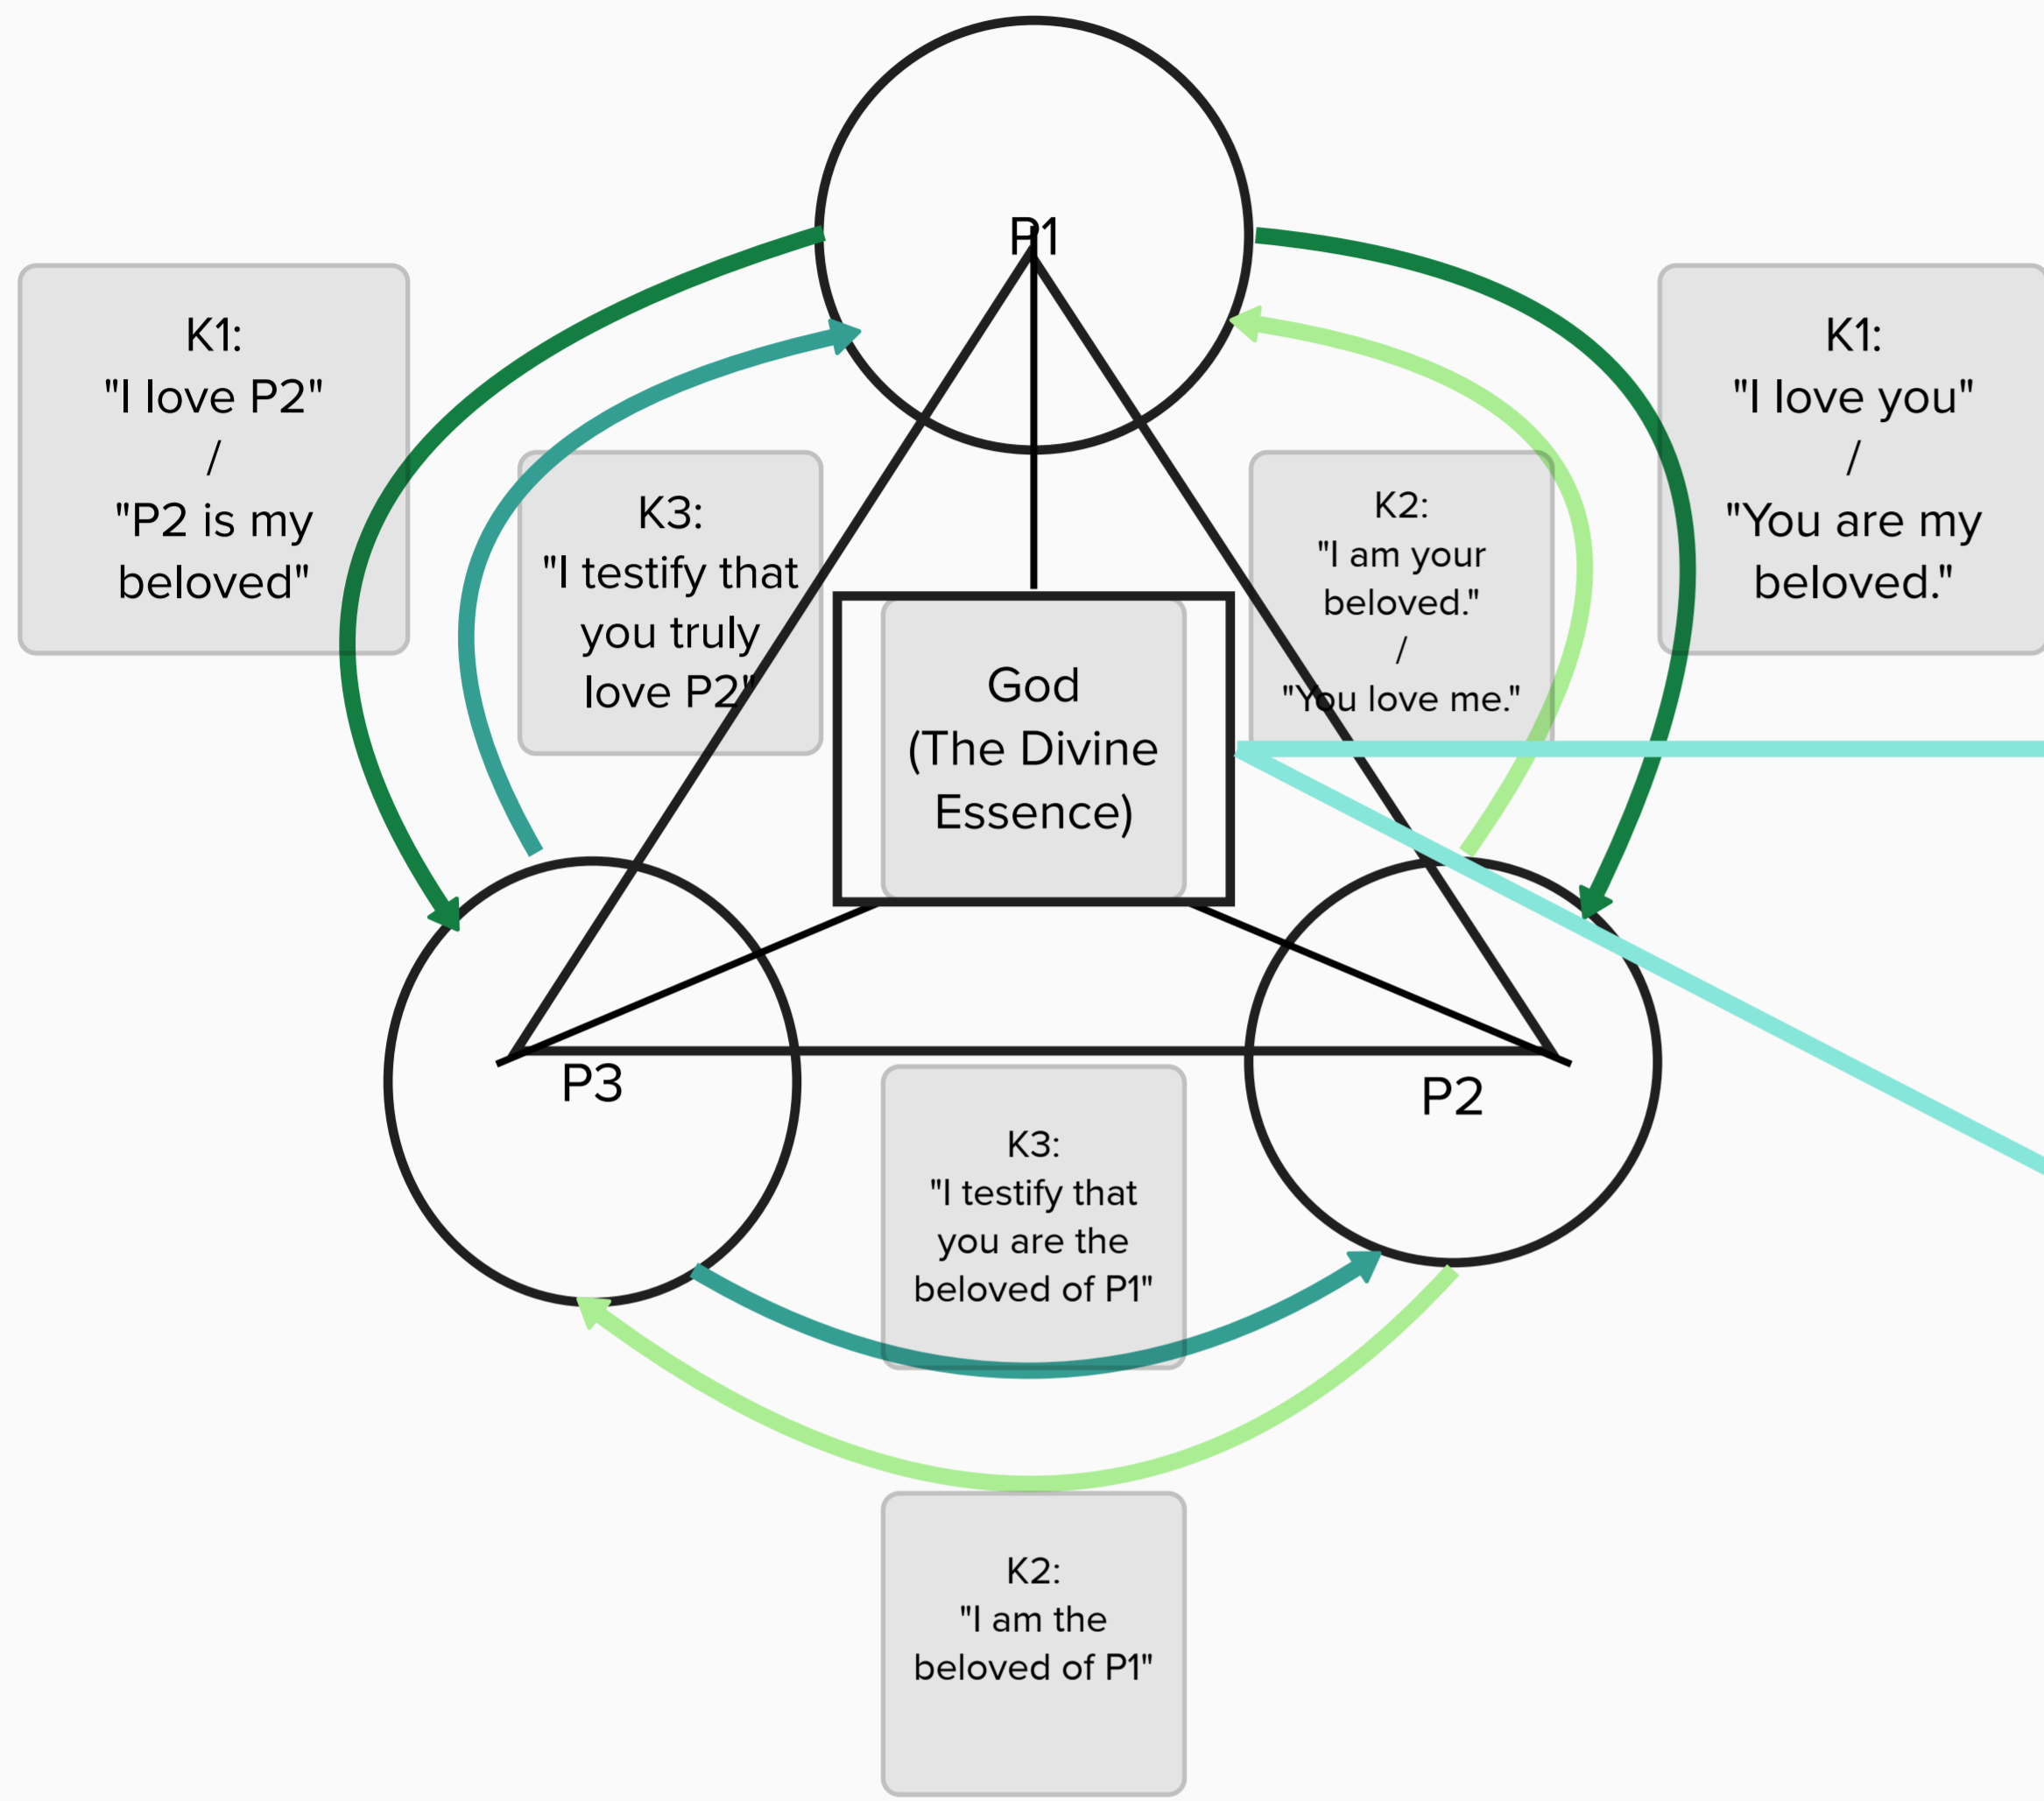 P1
K1:
"I love P2"
/
"P2 is my
beloved"
K1:
"I love you"
/
"You are my
beloved."
K3:
"I testify that
you truly
love P2"
K2:
"I am your
beloved."
/
"You love me."
God
(The Divine
Essence)
P3
P2
K3:
"I testify that
you are the
beloved of P1"
K2:
"I am the
beloved of P1"